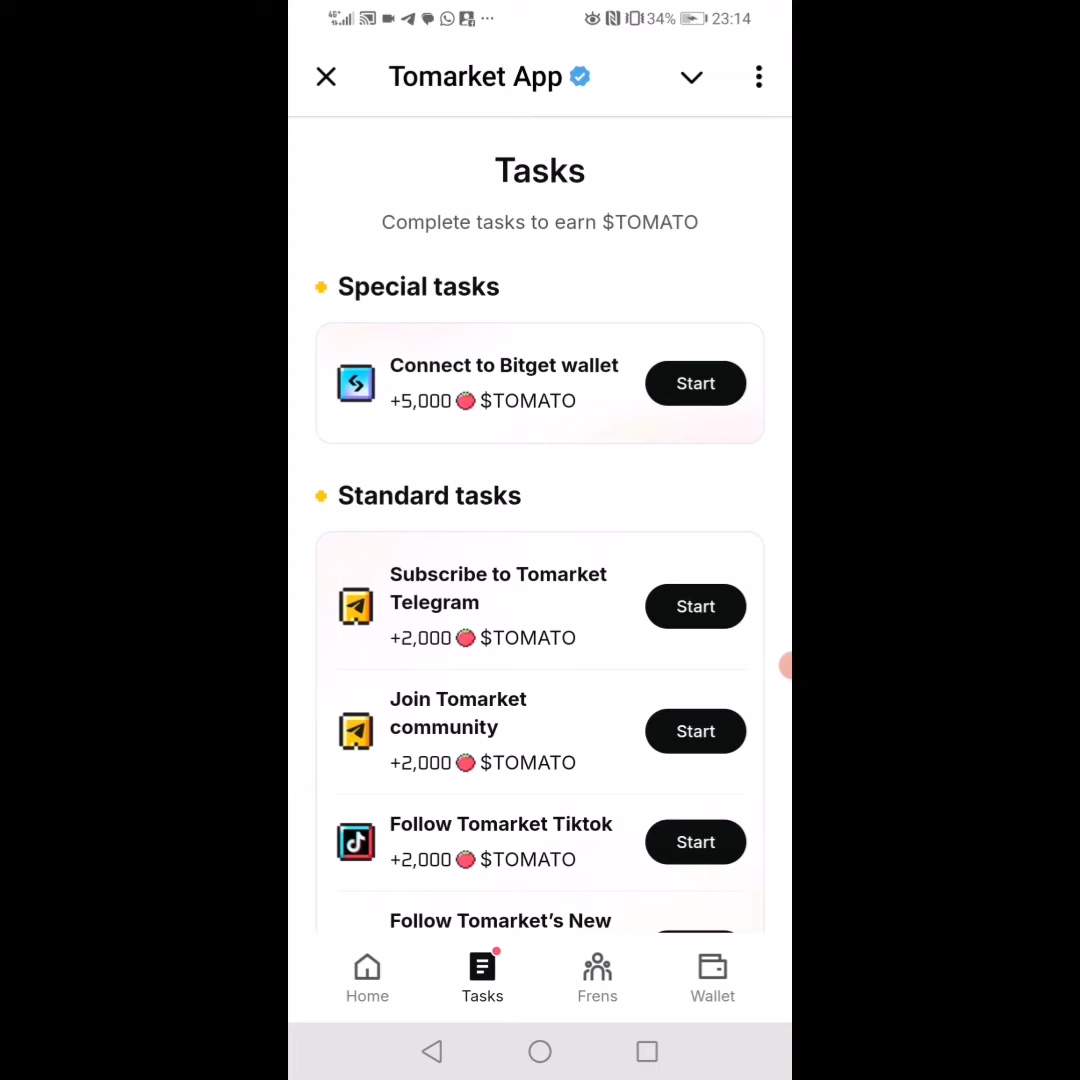 4G+ 34% 23:14
Tomarket App
Tasks
Complete tasks to earn $TOMATO
Special tasks
Connect to Bitget wallet
+5,000 🍅 $TOMATO
Start
Standard tasks
Subscribe to Tomarket
Telegram
+2,000 🍅 $TOMATO
Start
Join Tomarket
community
+2,000 🍅 $TOMATO
Start
Follow Tomarket Tiktok
+2,000 🍅 $TOMATO
Start
Follow Tomarket’s New
Home Tasks Frens Wallet